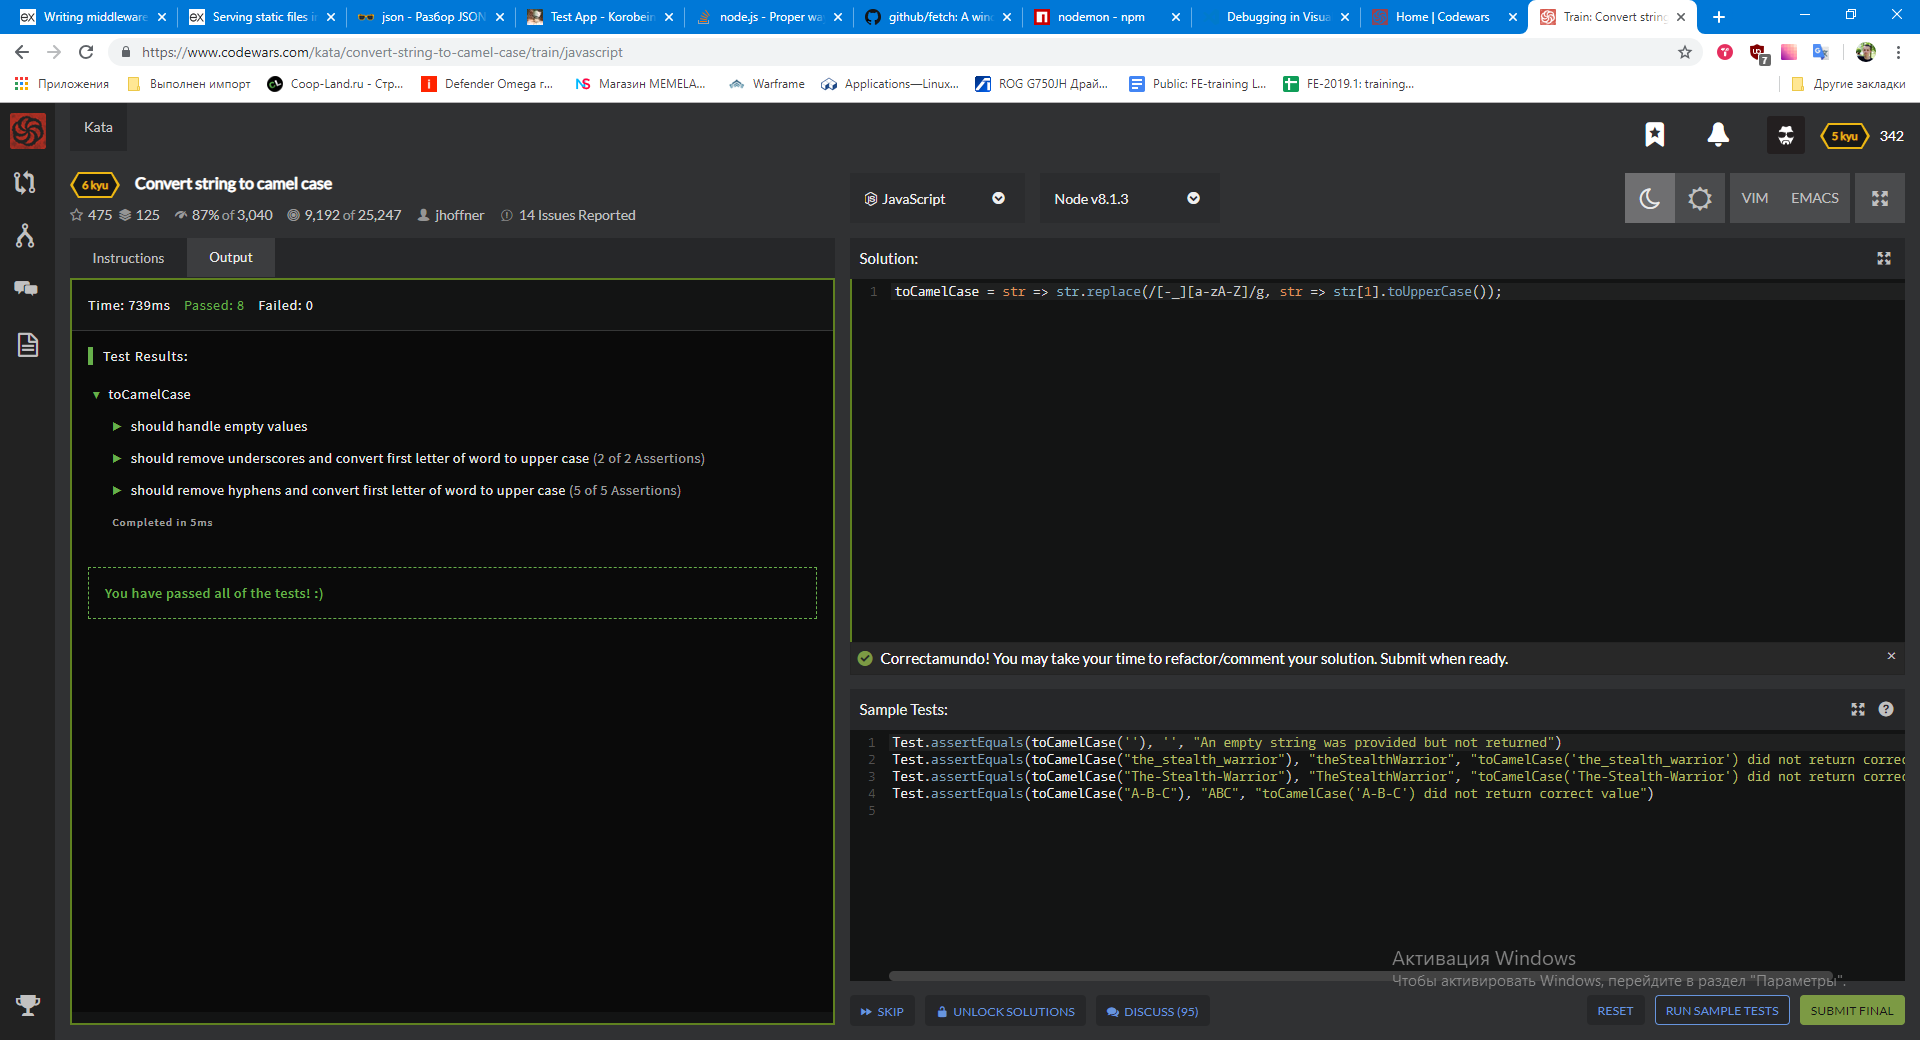 Writing middleware
Serving static files in
json - Разбор JSON
Test App - Korobein
node.js - Proper wa
github/fetch: A win
nodemon - npm
Debugging in Visua
Home | Codewars
Train: Convert string
https://www.codewars.com/kata/convert-string-to-camel-case/train/javascript
7
Приложения
Выполнен импорт
Coop-Land.ru - Стр...
Defender Omega г...
Магазин MEMELA...
Warframe
Applications—Linux...
ROG G750JH Драй...
Public: FE-training L...
FE-2019.1: training...
Другие закладки
Kata
5 kyu 342
6 kyu Convert string to camel case
475 125 87% of 3,040 9,192 of 25,247 jhoffner 14 Issues Reported
JavaScript
Node v8.1.3
VIM EMACS
Instructions Output
Time: 739ms Passed: 8 Failed: 0
Test Results:
toCamelCase
should handle empty values
should remove underscores and convert first letter of word to upper case (2 of 2 Assertions)
should remove hyphens and convert first letter of word to upper case (5 of 5 Assertions)
Completed in 5ms
You have passed all of the tests! :)
Solution:
1 toCamelCase = str => str.replace(/[-_][a-zA-Z]/g, str => str[1].toUpperCase());
Correctamundo! You may take your time to refactor/comment your solution. Submit when ready.
Sample Tests:
1 Test.assertEquals(toCamelCase(''), '', "An empty string was provided but not returned")
2 Test.assertEquals(toCamelCase("the_stealth_warrior"), "theStealthWarrior", "toCamelCase('the_stealth_warrior') did not return correc
3 Test.assertEquals(toCamelCase("The-Stealth-Warrior"), "TheStealthWarrior", "toCamelCase('The-Stealth-Warrior') did not return correc
4 Test.assertEquals(toCamelCase("A-B-C"), "ABC", "toCamelCase('A-B-C') did not return correct value")
5
Активация Windows
Чтобы активировать Windows, перейдите в раздел "Параметры".
SKIP UNLOCK SOLUTIONS DISCUSS (95) RESET RUN SAMPLE TESTS SUBMIT FINAL